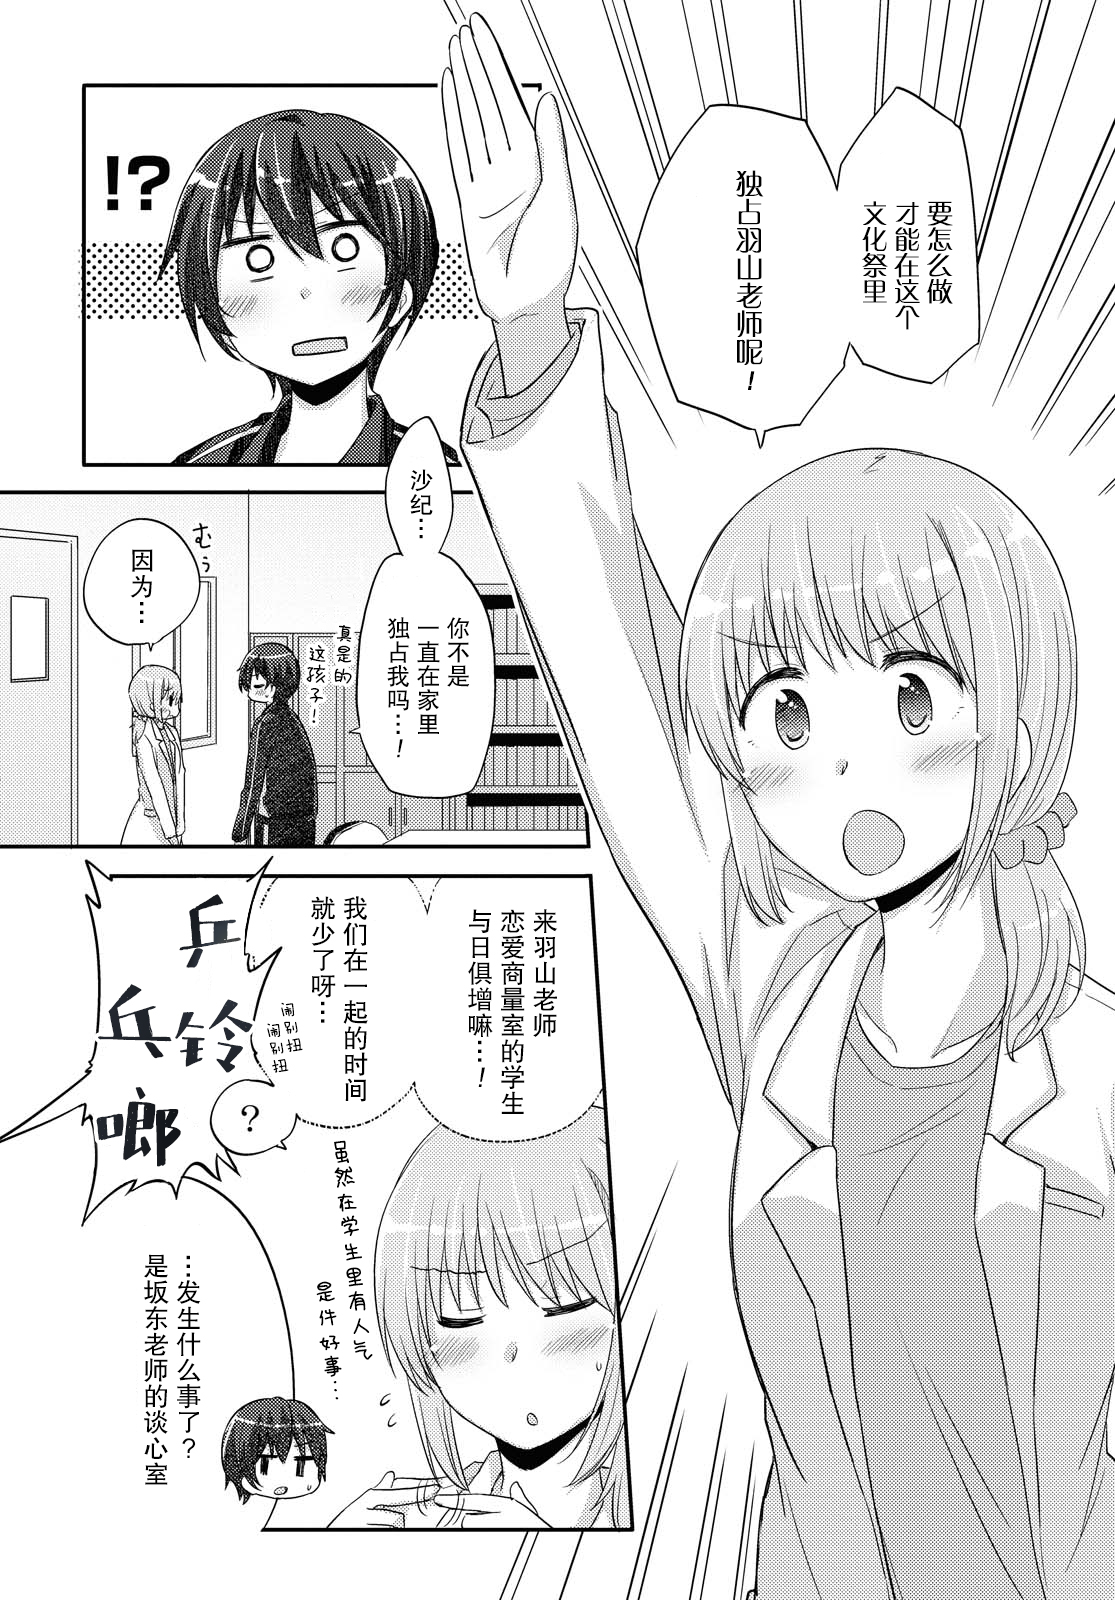 要怎么做
才能在这个
文化祭里
独占羽山老师呢！
!?
沙纪…
你不是
一直在家里
独占我吗…！
真是的
这孩子！
むぅ
因为…
来羽山老师
恋爱商量室的学生
与日俱增嘛…！
我们在一起的时间
就少了呀…
虽然在学生里有人气
是件好事…
闹别扭
闹别扭
乒
乓铃
啷
？
…发生什么事了？
是坂东老师的谈心室